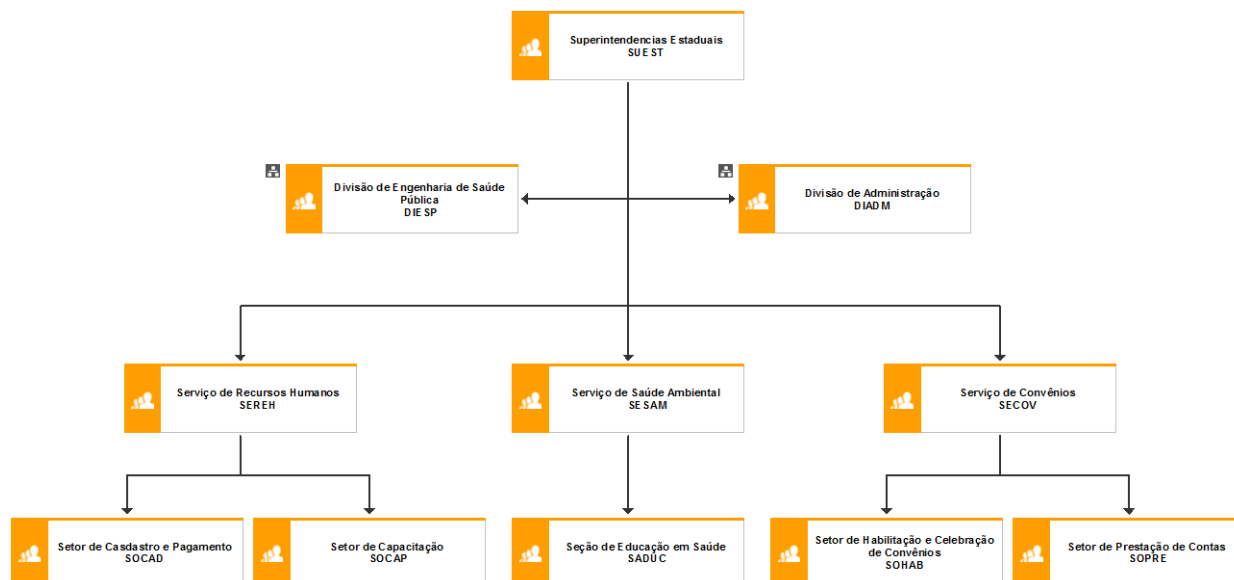 Superintendencias Estaduais
SUEST
Divisão de Engenharia de Saúde
Pública
DIESP
Divisão de Administração
DIADM
Serviço de Recursos Humanos
SEREH
Serviço de Saúde Ambiental
SESAM
Serviço de Convênios
SECOV
Setor de Casdastro e Pagamento
SOCAD
Setor de Capacitação
SOCAP
Seção de Educação em Saúde
SADUC
Setor de Habilitação e Celebração
de Convênios
SOHAB
Setor de Prestação de Contas
SOPRE